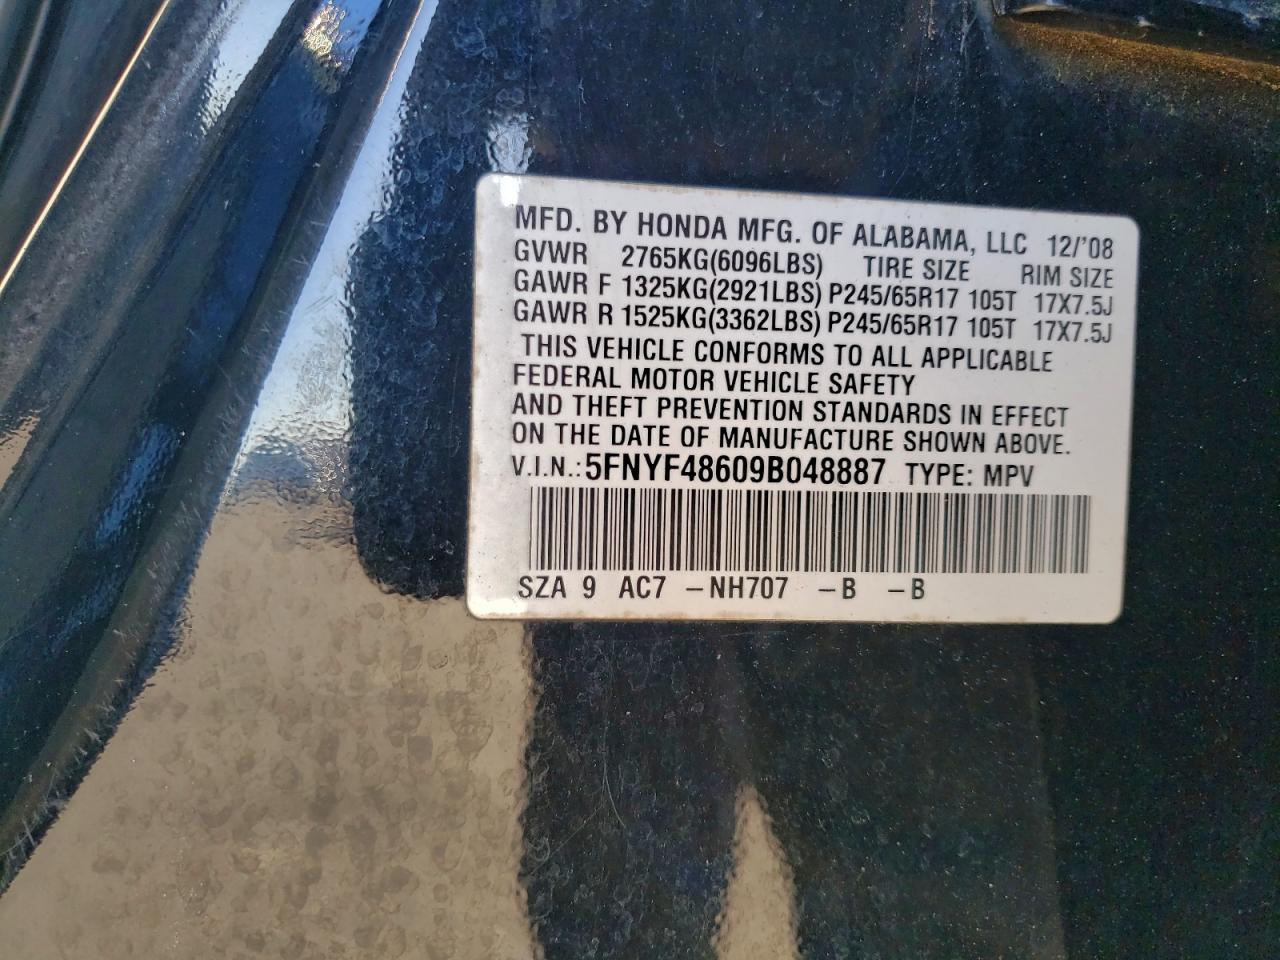 MFD. BY HONDA MFG. OF ALABAMA, LLC 12/'08
GVWR 2765KG(6096LBS) TIRE SIZE RIM SIZE
GAWR F 1325KG(2921LBS) P245/65R17 105T 17X7.5J
GAWR R 1525KG(3362LBS) P245/65R17 105T 17X7.5J
THIS VEHICLE CONFORMS TO ALL APPLICABLE
FEDERAL MOTOR VEHICLE SAFETY
AND THEFT PREVENTION STANDARDS IN EFFECT
ON THE DATE OF MANUFACTURE SHOWN ABOVE.
V.I.N.: 5FNYF48609B048887 TYPE: MPV
SZA 9 AC7 –NH707 –B –B